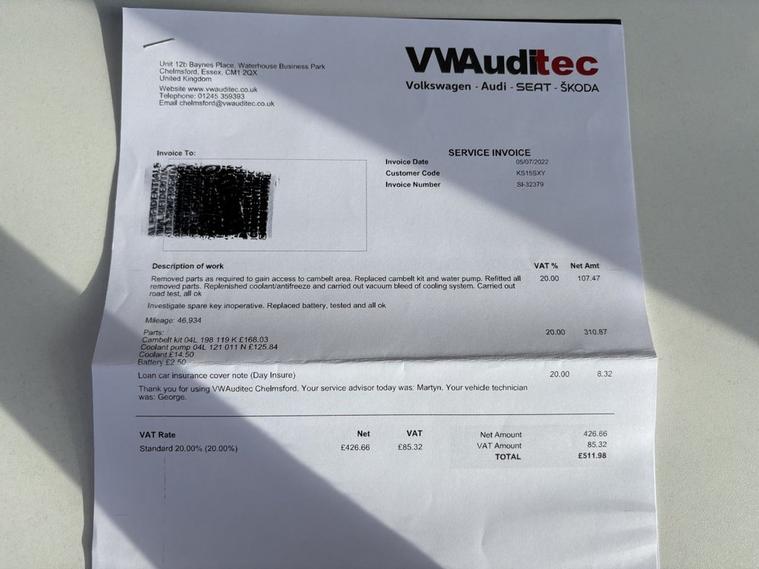 VWAuditec
Volkswagen - Audi - SEAT - ŠKODA
Unit 12b Baynes Place, Waterhouse Business Park
Chelmsford, Essex, CM1 2QX
United Kingdom
Website www.vwauditec.co.uk
Telephone: 01245 359393
Email chelmsford@vwauditec.co.uk
Invoice To:
SERVICE INVOICE
Invoice Date 05/07/2022
Customer Code KS15SXY
Invoice Number SI-32379
Description of work VAT % Net Amt
Removed parts as required to gain access to cambelt area. Replaced cambelt kit and water pump. Refitted all 20.00 107.47
removed parts. Replenished coolant/antifreeze and carried out vacuum bleed of cooling system. Carried out
road test, all ok
Investigate spare key inoperative. Replaced battery, tested and all ok
Mileage: 46,934
Parts: 20.00 310.87
Cambelt kit 04L 198 119 K £168.03
Coolant pump 04L 121 011 N £125.84
Coolant £14.50
Battery £2.50
Loan car insurance cover note (Day Insure) 20.00 8.32
Thank you for using VWAuditec Chelmsford. Your service advisor today was: Martyn. Your vehicle technician
was: George.
VAT Rate Net VAT
Standard 20.00% (20.00%) £426.66 £85.32
Net Amount 426.66
VAT Amount 85.32
TOTAL £511.98